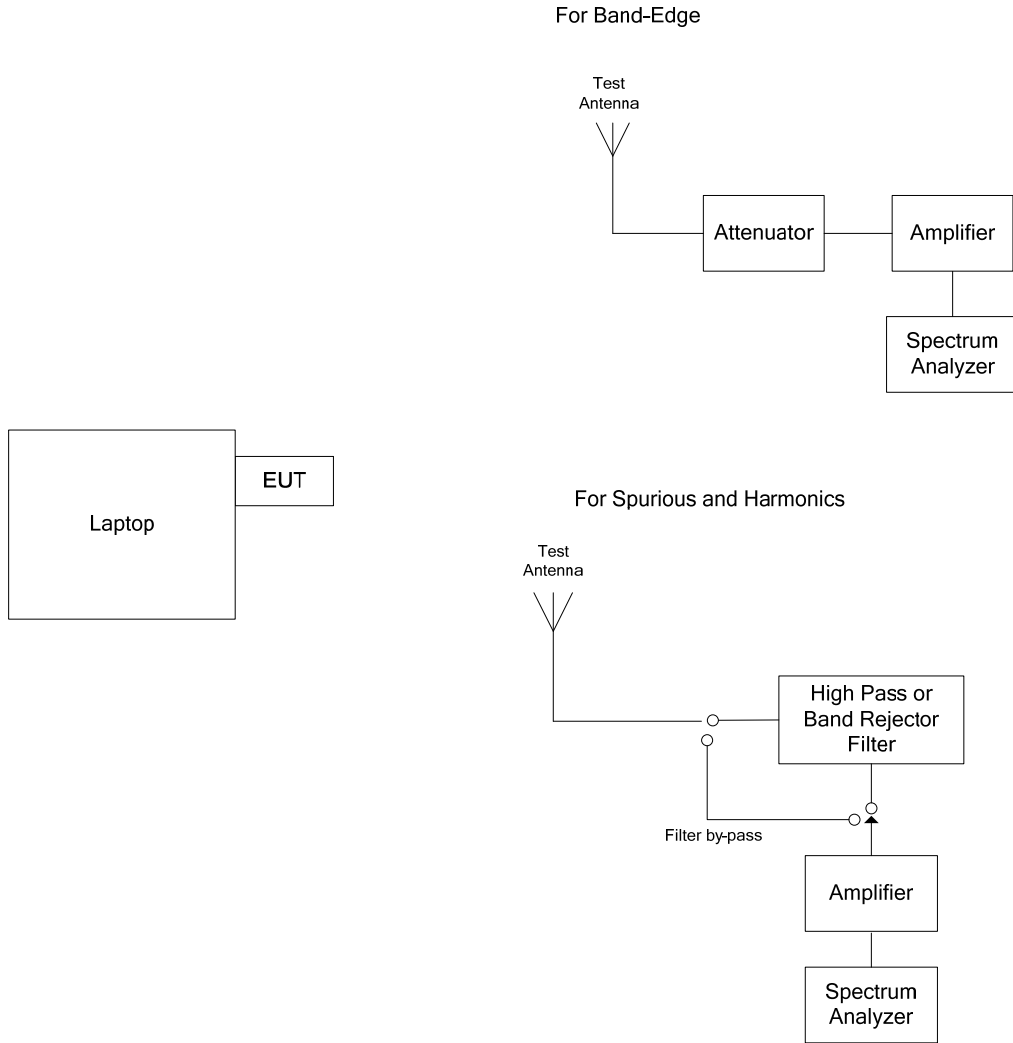 For Band-Edge
Test
Antenna
Attenuator
Amplifier
Spectrum
Analyzer
Laptop
EUT
For Spurious and Harmonics
Test
Antenna
High Pass or
Band Rejector
Filter
Filter by-pass
Amplifier
Spectrum
Analyzer